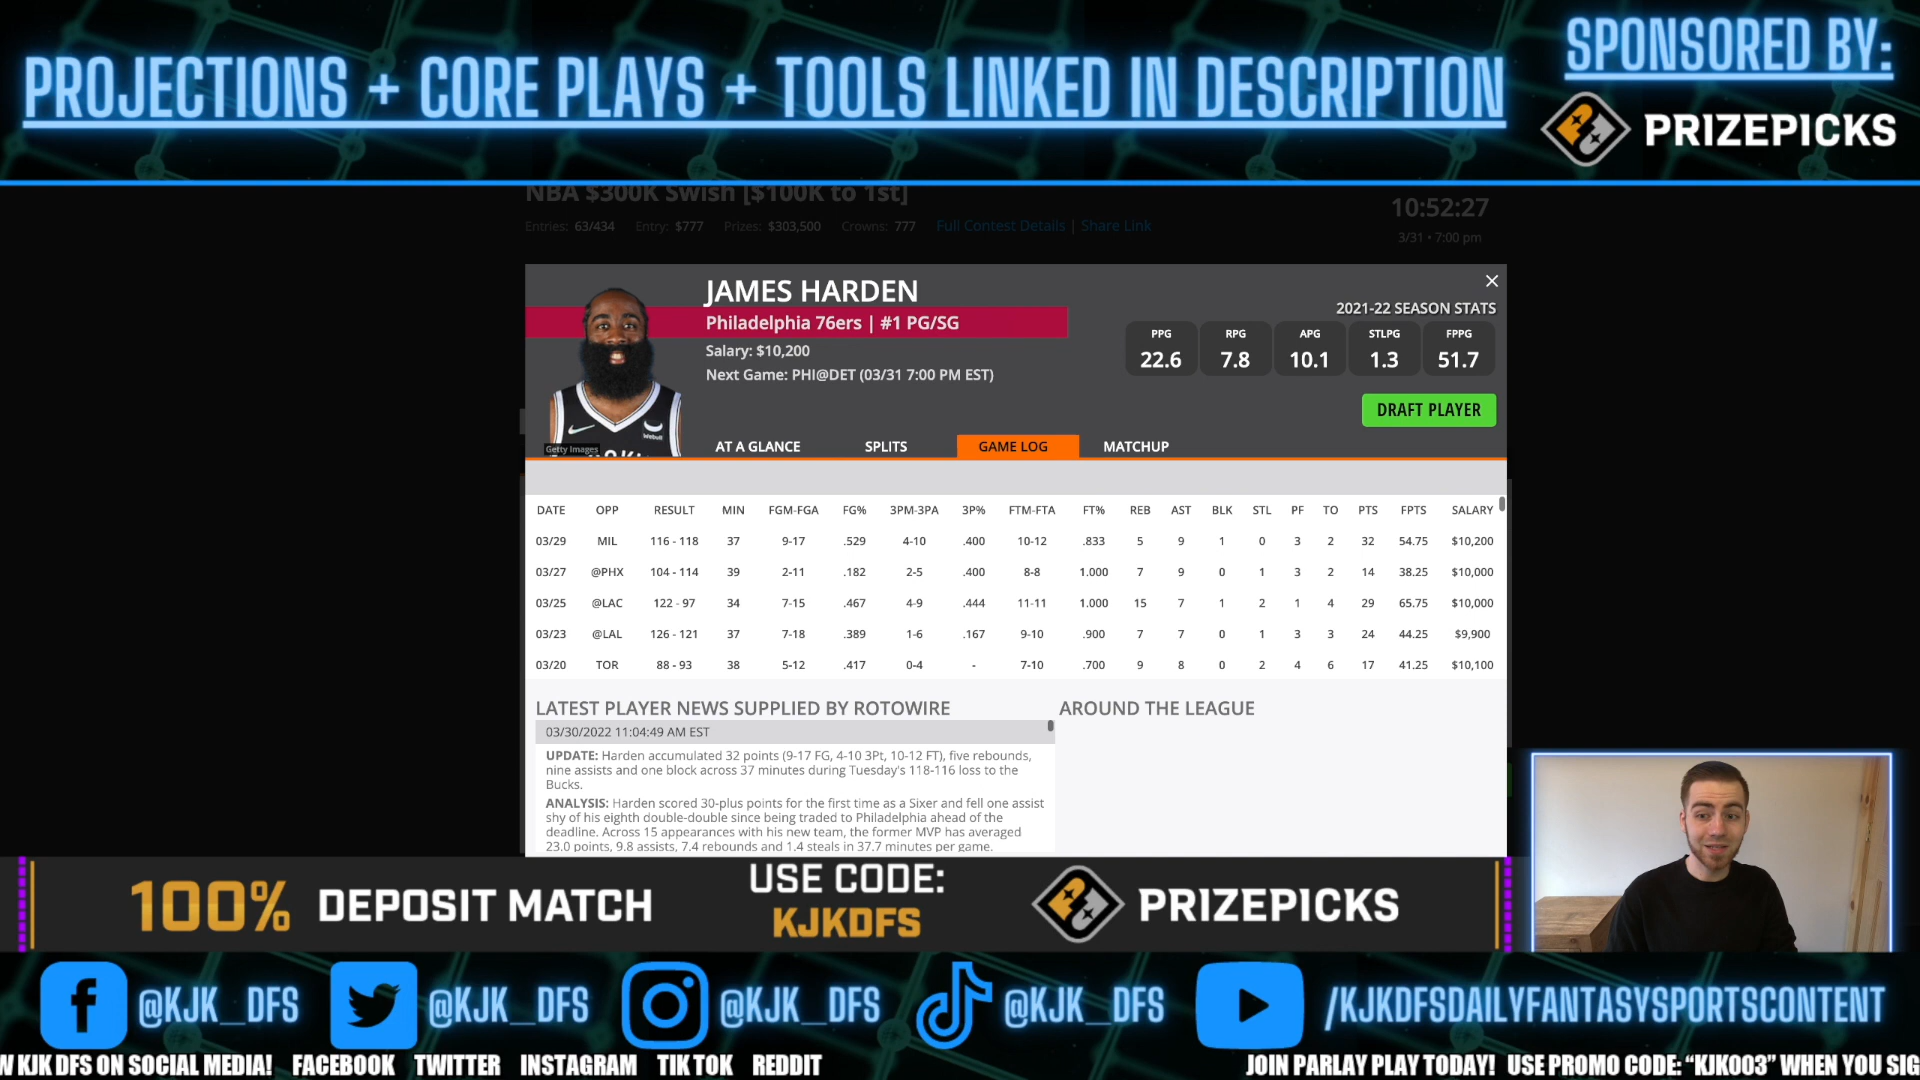 PROJECTIONS + CORE PLAYS + TOOLS LINKED IN DESCRIPTION
SPONSORED BY:
PRIZEPICKS
NBA $300K Swish [$100K to 1st]
Entries: 63/434 Entry: $777 Prizes: $303,500 Crowns: 777 Full Contest Details | Share Link
10:52:27
3/31 • 7:00 pm
JAMES HARDEN
Philadelphia 76ers | #1 PG/SG
Salary: $10,200
Next Game: PHI@DET (03/31 7:00 PM EST)
2021-22 SEASON STATS
PPG RPG APG STLPG FPPG
22.6 7.8 10.1 1.3 51.7
DRAFT PLAYER
Getty Images
AT A GLANCE SPLITS GAME LOG MATCHUP
DATE OPP RESULT MIN FGM-FGA FG% 3PM-3PA 3P% FTM-FTA FT% REB AST BLK STL PF TO PTS FPTS SALARY
03/29 MIL 116 - 118 37 9-17 .529 4-10 .400 10-12 .833 5 9 1 0 3 2 32 54.75 $10,200
03/27 @PHX 104 - 114 39 2-11 .182 2-5 .400 8-8 1.000 7 9 0 1 3 2 14 38.25 $10,000
03/25 @LAC 122 - 97 34 7-15 .467 4-9 .444 11-11 1.000 15 7 1 2 1 4 29 65.75 $10,000
03/23 @LAL 126 - 121 37 7-18 .389 1-6 .167 9-10 .900 7 7 0 1 3 3 24 44.25 $9,900
03/20 TOR 88 - 93 38 5-12 .417 0-4 - 7-10 .700 9 8 0 2 4 6 17 41.25 $10,100
LATEST PLAYER NEWS SUPPLIED BY ROTOWIRE
03/30/2022 11:04:49 AM EST
UPDATE: Harden accumulated 32 points (9-17 FG, 4-10 3Pt, 10-12 FT), five rebounds,
nine assists and one block across 37 minutes during Tuesday's 118-116 loss to the
Bucks.
ANALYSIS: Harden scored 30-plus points for the first time as a Sixer and fell one assist
shy of his eighth double-double since being traded to Philadelphia ahead of the
deadline. Across 15 appearances with his new team, the former MVP has averaged
23.0 points, 9.8 assists, 7.4 rebounds and 1.4 steals in 37.7 minutes per game.
AROUND THE LEAGUE
100% DEPOSIT MATCH
USE CODE:
KJKDFS
PRIZEPICKS
@KJK_DFS @KJK_DFS @KJK_DFS @KJK_DFS /KJKDFSDAILYFANTASYSPORTSCONTENT
W KJK DFS ON SOCIAL MEDIA! FACEBOOK TWITTER INSTAGRAM TIK TOK REDDIT JOIN PARLAY PLAY TODAY! USE PROMO CODE: "KJK003" WHEN YOU SIG